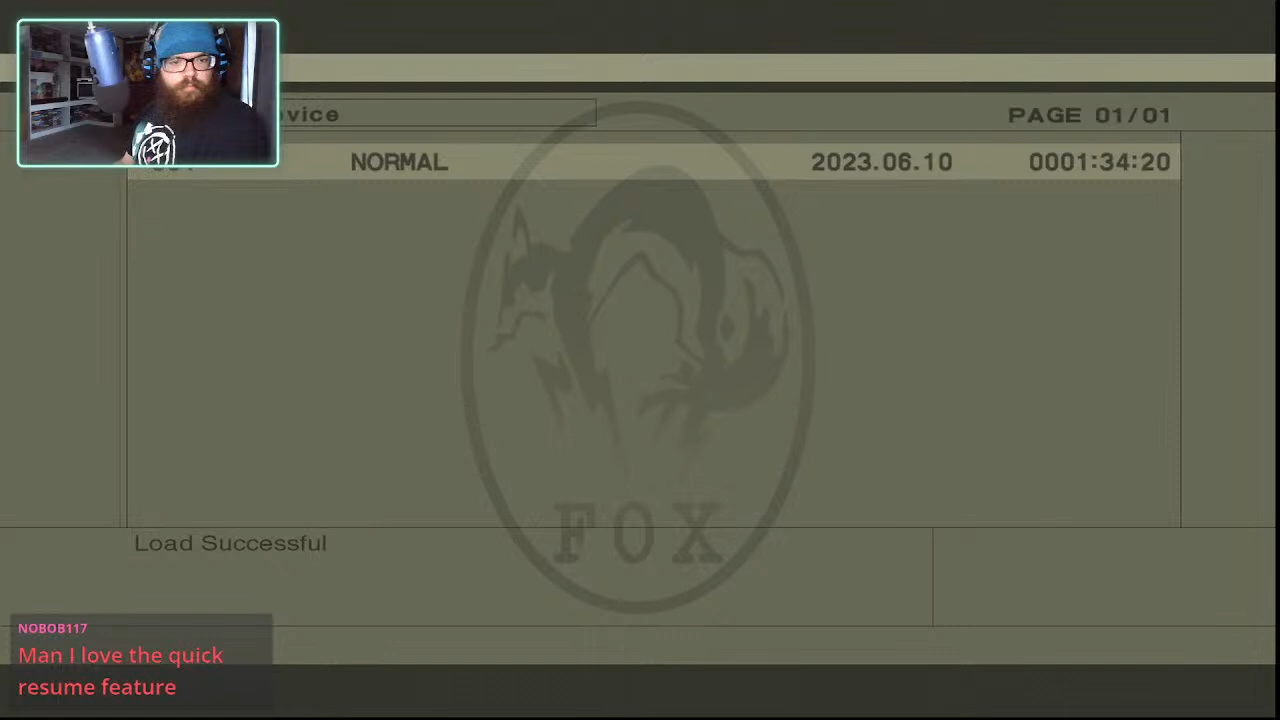 evice
PAGE 01/01
NORMAL 2023.06.10 0001:34:20
FOX
Load Successful
NOBOB117
Man I love the quick
resume feature